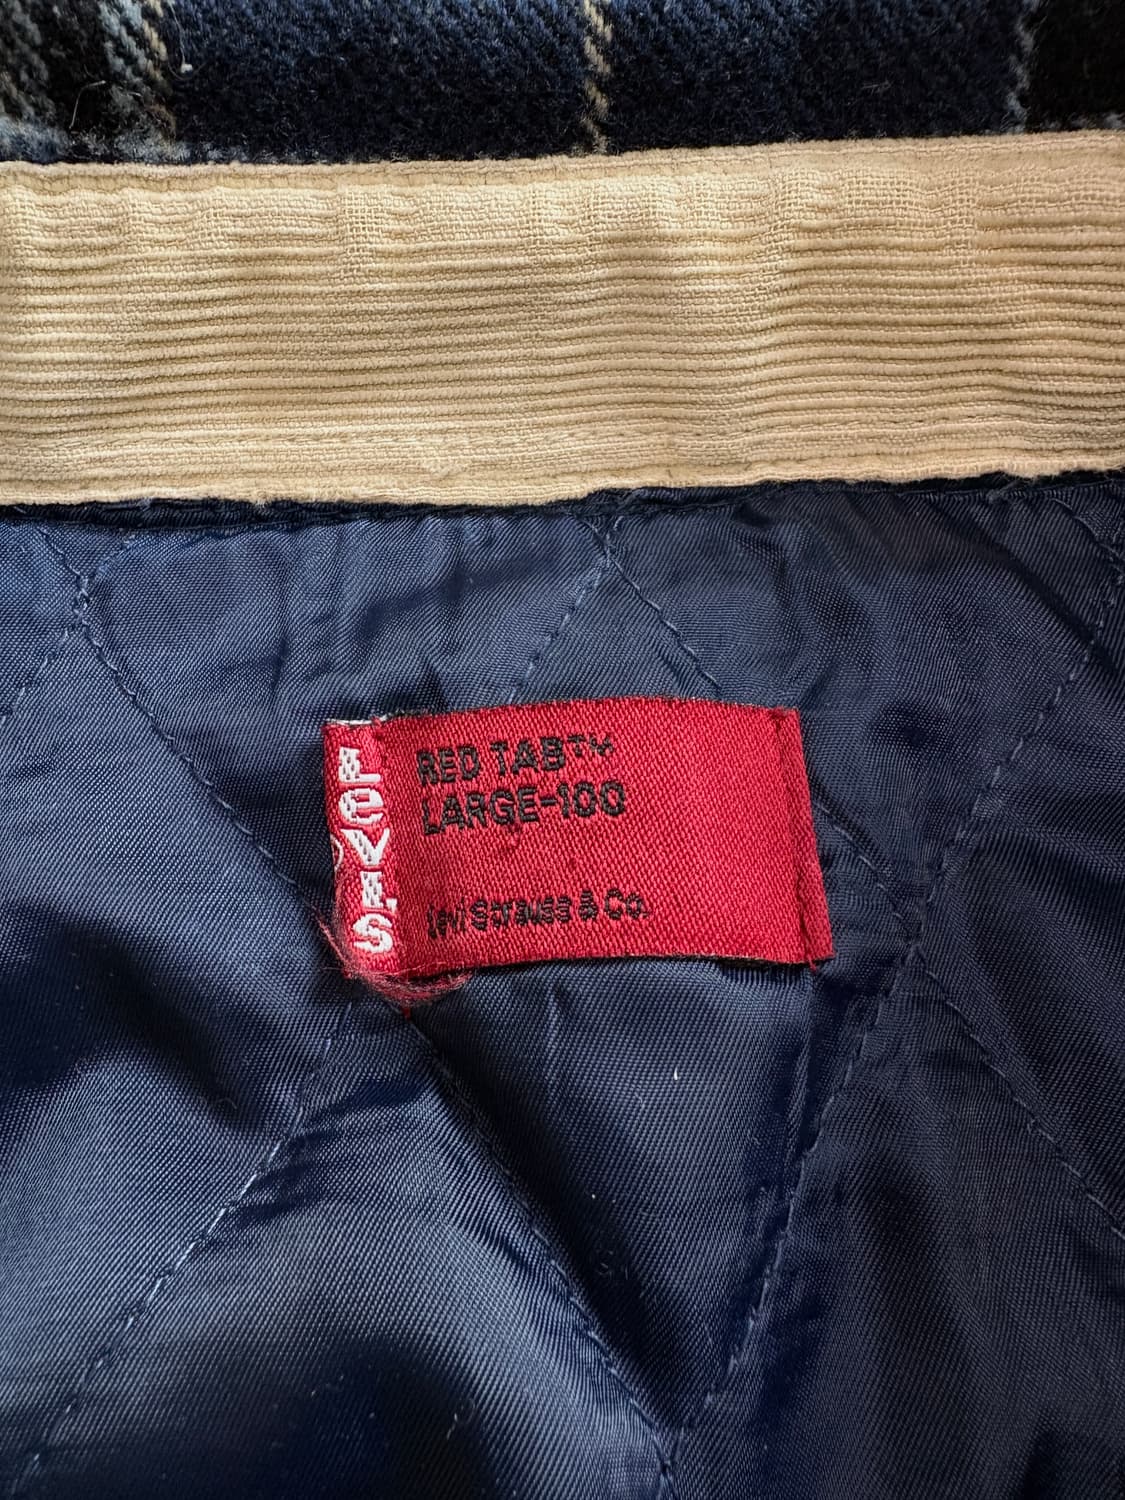 LEVI'S
RED TAB™
LARGE-100
Levi Strauss & Co.